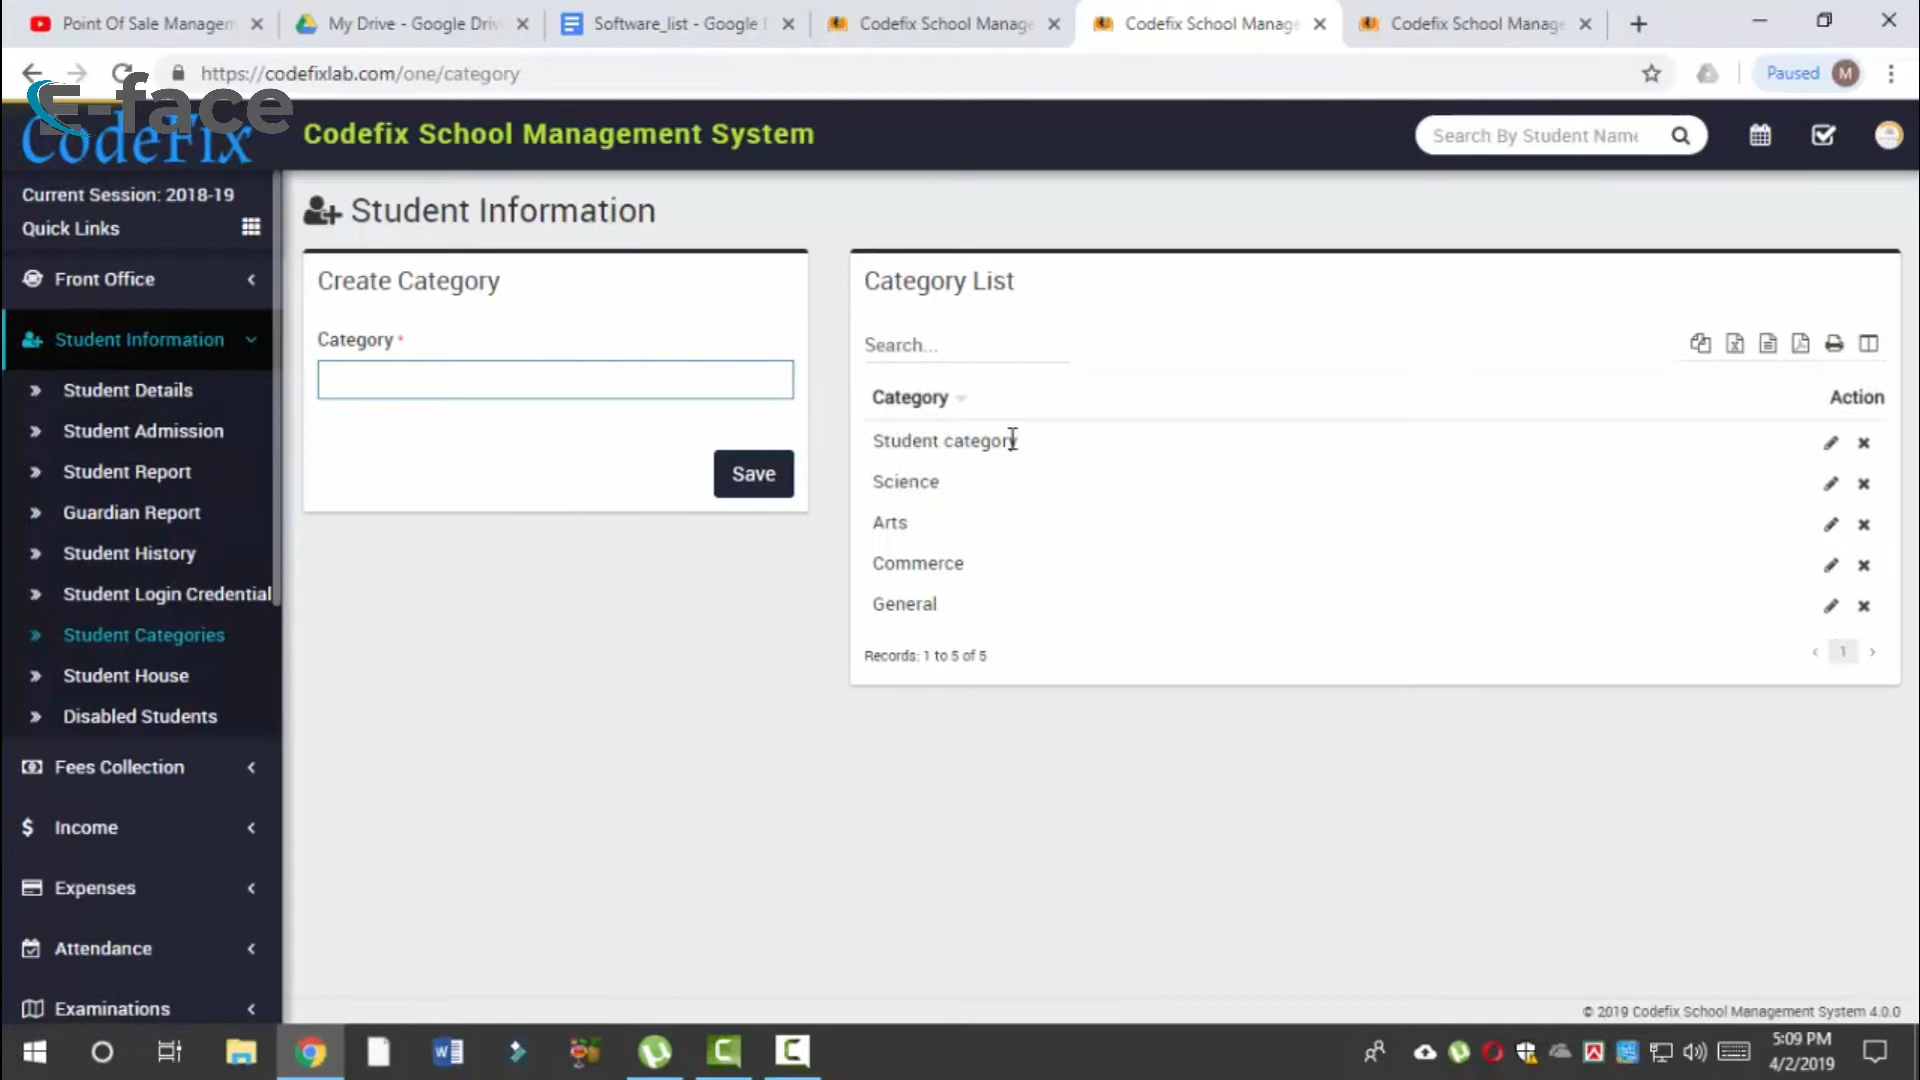 Point Of Sale Managem
My Drive - Google Driv
Software_list - Google
Codefix School Manage
Codefix School Manage
Codefix School Manage
https://codefixlab.com/one/category
Paused
M
E-face
CodeFix
Codefix School Management System
Search By Student Name
Current Session: 2018-19
Quick Links
Front Office
Student Information
Student Details
Student Admission
Student Report
Guardian Report
Student History
Student Login Credential
Student Categories
Student House
Disabled Students
Fees Collection
Income
Expenses
Attendance
Examinations
Student Information
Create Category
Category *
Save
Category List
Search...
Category
Action
Student category
Science
Arts
Commerce
General
Records: 1 to 5 of 5
1
© 2019 Codefix School Management System 4.0.0
5:09 PM
4/2/2019